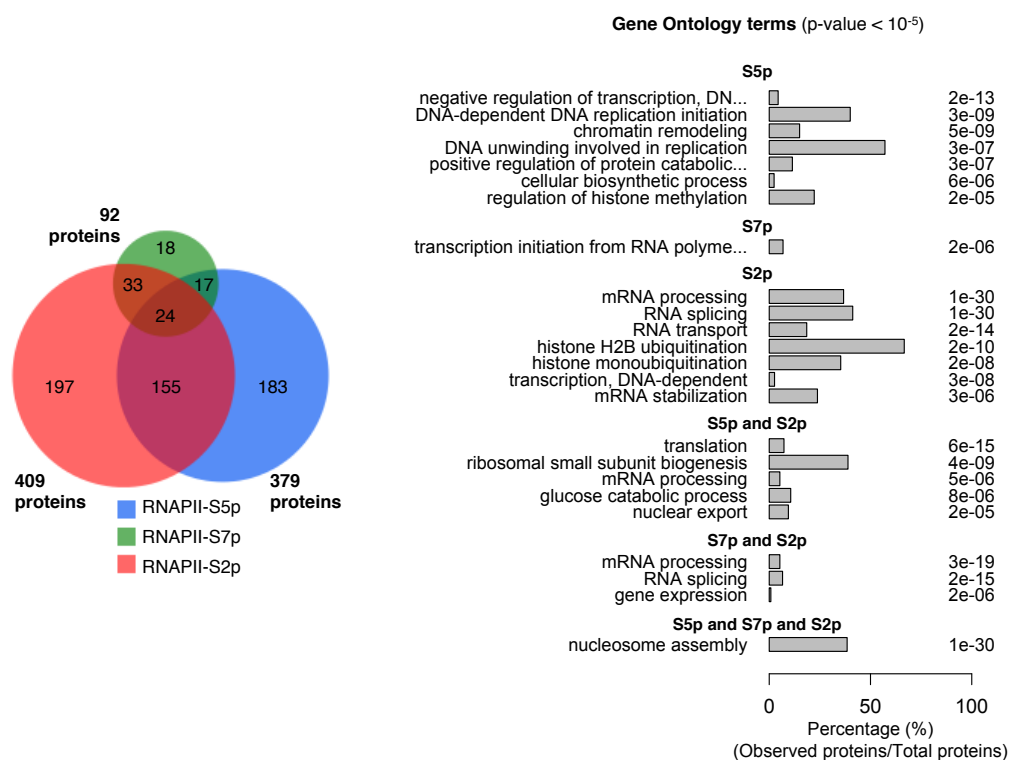 92
proteins
18
33
17
24
197
155
183
409
proteins
379
proteins
RNAPII-S5p
RNAPII-S7p
RNAPII-S2p
Gene Ontology terms (p-value < 10-5)
S5p
negative regulation of transcription, DN... 2e-13
DNA-dependent DNA replication initiation 3e-09
chromatin remodeling 5e-09
DNA unwinding involved in replication 3e-07
positive regulation of protein catabolic... 3e-07
cellular biosynthetic process 6e-06
regulation of histone methylation 2e-05
S7p
transcription initiation from RNA polyme... 2e-06
S2p
mRNA processing 1e-30
RNA splicing 1e-30
RNA transport 2e-14
histone H2B ubiquitination 2e-10
histone monoubiquitination 2e-08
transcription, DNA-dependent 3e-08
mRNA stabilization 3e-06
S5p and S2p
translation 6e-15
ribosomal small subunit biogenesis 4e-09
mRNA processing 5e-06
glucose catabolic process 8e-06
nuclear export 2e-05
S7p and S2p
mRNA processing 3e-19
RNA splicing 2e-15
gene expression 2e-06
S5p and S7p and S2p
nucleosome assembly 1e-30
0 50 100
Percentage (%)
(Observed proteins/Total proteins)